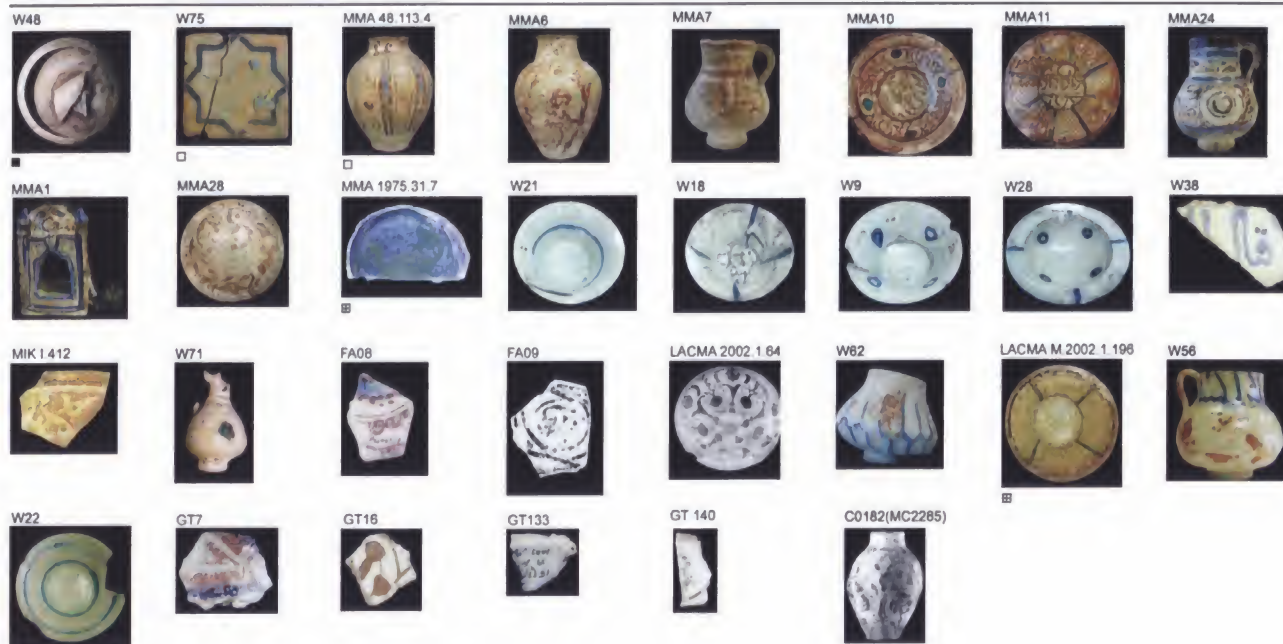 W48 W75 MMA 48.113.4 MMA6 MMA7 MMA10 MMA11 MMA24
MMA1 MMA28 MMA 1975.31.7 W21 W18 W9 W28 W38
MIK I.412 W71 FA08 FA09 LACMA 2002.1.64 W62 LACMA M.2002.1.196 W56
W22 GT7 GT16 GT133 GT 140 C0182(MC2285)